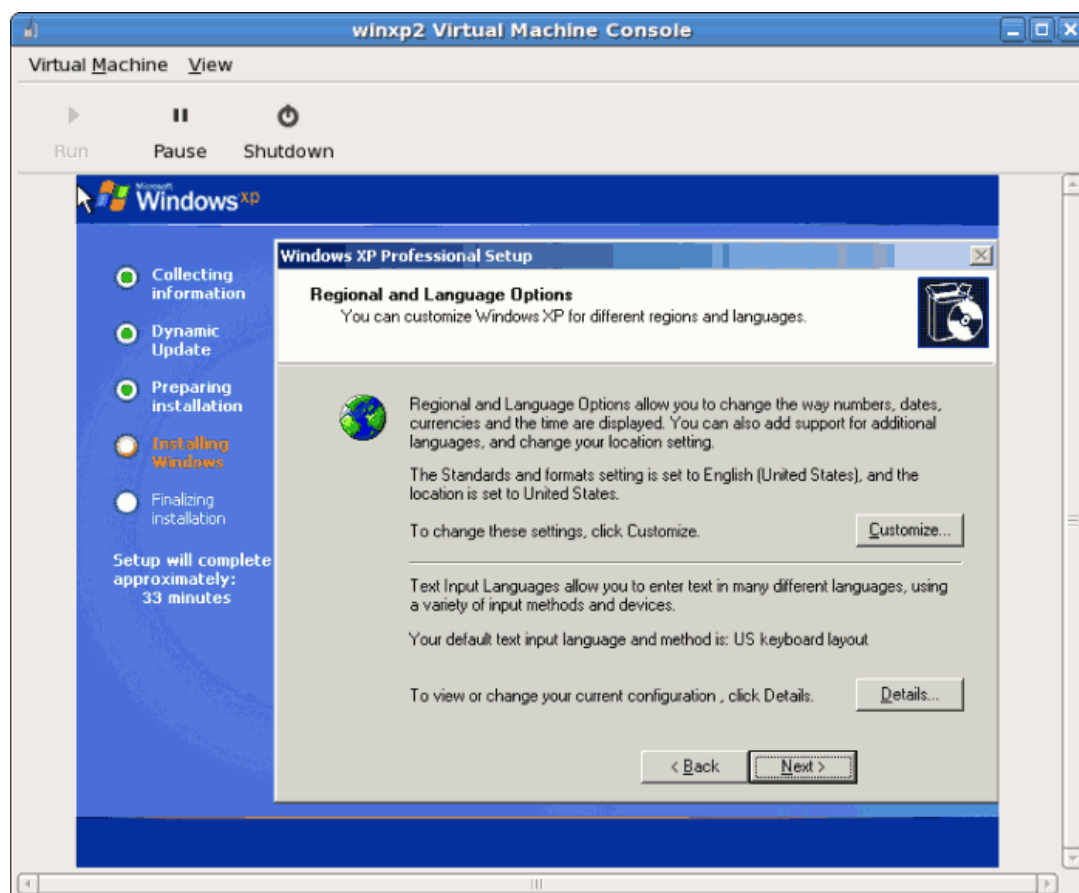 winxp2 Virtual Machine Console
Virtual Machine View
Run Pause Shutdown
Microsoft
Windows xp
Collecting
information
Dynamic
Update
Preparing
installation
Installing
Windows
Finalizing
installation
Setup will complete
approximately:
33 minutes
Windows XP Professional Setup
Regional and Language Options
You can customize Windows XP for different regions and languages.
Regional and Language Options allow you to change the way numbers, dates,
currencies and the time are displayed. You can also add support for additional
languages, and change your location setting.
The Standards and formats setting is set to English (United States), and the
location is set to United States.
To change these settings, click Customize.
Customize...
Text Input Languages allow you to enter text in many different languages, using
a variety of input methods and devices.
Your default text input language and method is: US keyboard layout
To view or change your current configuration , click Details.
Details...
< Back Next >